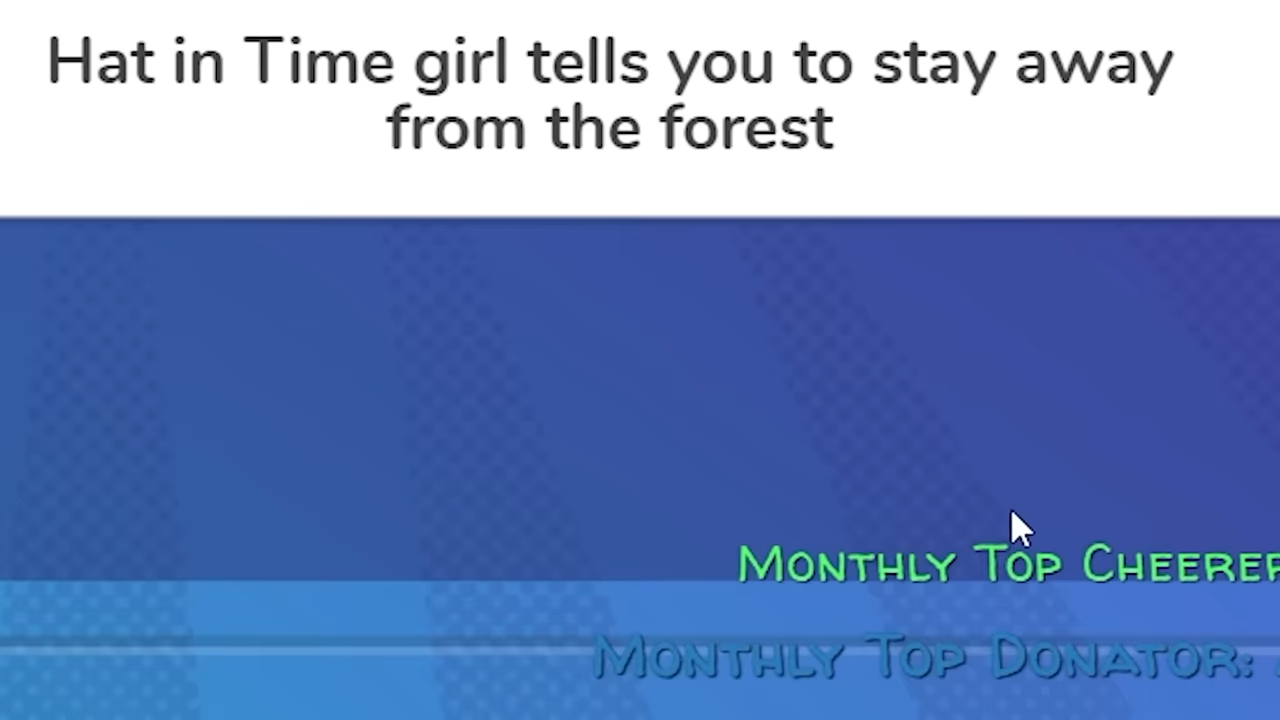 Hat in Time girl tells you to stay away
from the forest
Monthly Top Cheerer
Monthly Top Donator: